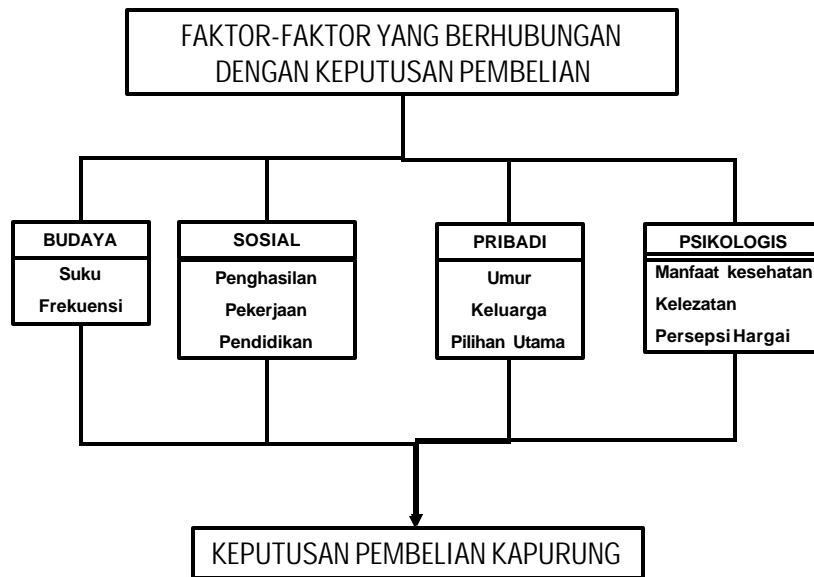 FAKTOR-FAKTOR YANG BERHUBUNGAN
DENGAN KEPUTUSAN PEMBELIAN
BUDAYA
Suku
Frekuensi
SOSIAL
Penghasilan
Pekerjaan
Pendidikan
PRIBADI
Umur
Keluarga
Pilihan Utama
PSIKOLOGIS
Manfaat kesehatan
Kelezatan
Persepsi Hargai
KEPUTUSAN PEMBELIAN KAPURUNG